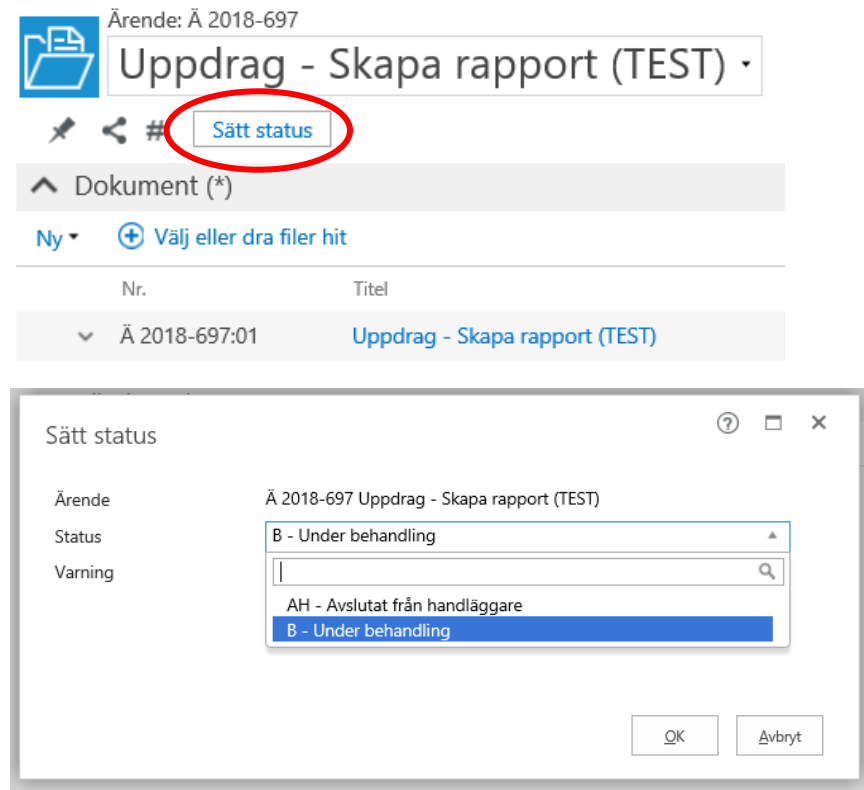 Ärende: Ä 2018-697
Uppdrag - Skapa rapport (TEST)
# Sätt status
Dokument (*)
Ny Välj eller dra filer hit
Nr. Titel
Ä 2018-697:01 Uppdrag - Skapa rapport (TEST)
Sätt status
Ärende Ä 2018-697 Uppdrag - Skapa rapport (TEST)
Status B - Under behandling
Varning
AH - Avslutat från handläggare
B - Under behandling
OK Avbryt